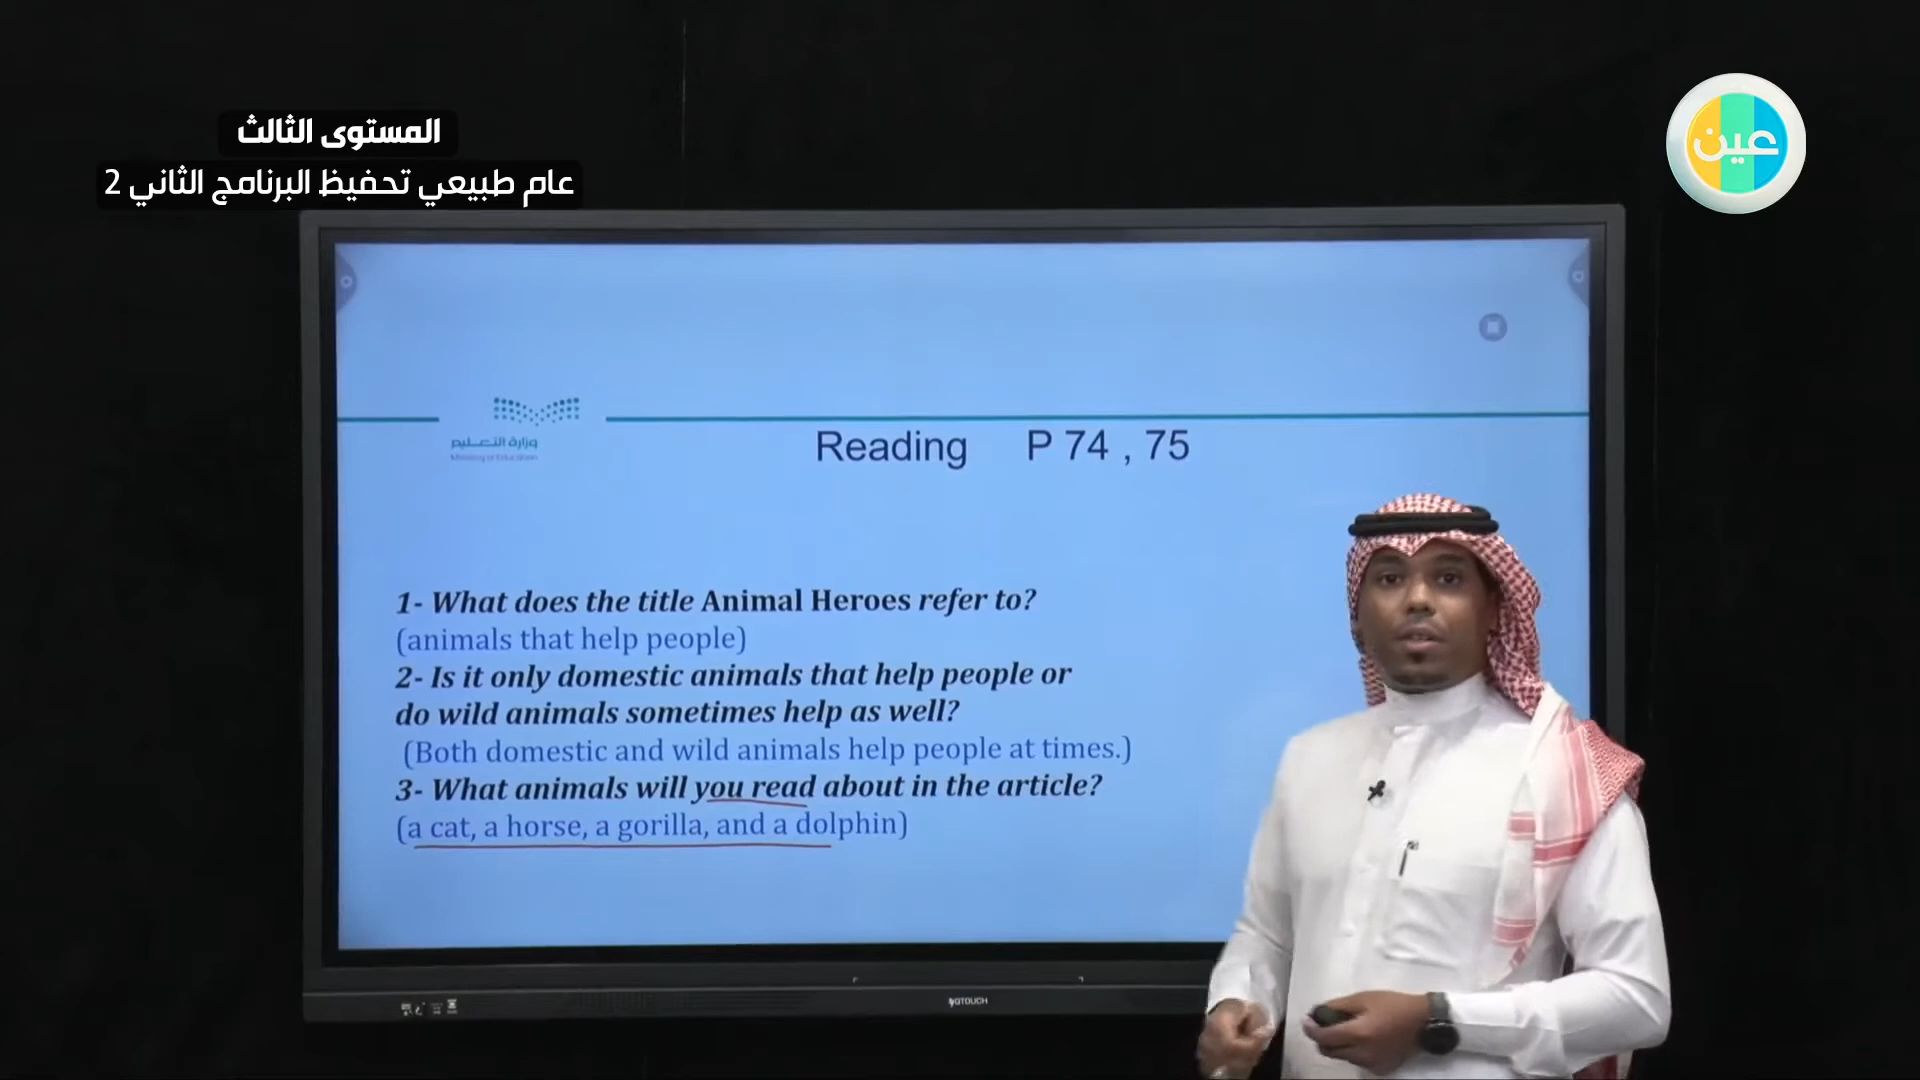 المستوى الثالث
عام طبيعي تحفيظ البرنامج الثاني 2
عين
وزارة التعليم
Ministry of Education
Reading P 74 , 75
1- What does the title Animal Heroes refer to?
(animals that help people)
2- Is it only domestic animals that help people or
do wild animals sometimes help as well?
(Both domestic and wild animals help people at times.)
3- What animals will you read about in the article?
(a cat, a horse, a gorilla, and a dolphin)
QTOUCH